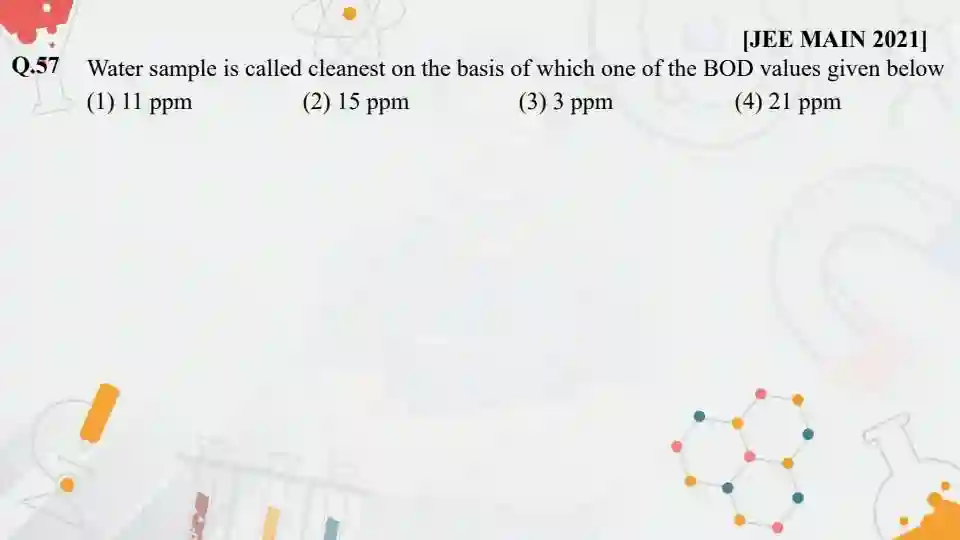 [JEE MAIN 2021]
Q.57 Water sample is called cleanest on the basis of which one of the BOD values given below
(1) 11 ppm (2) 15 ppm (3) 3 ppm (4) 21 ppm